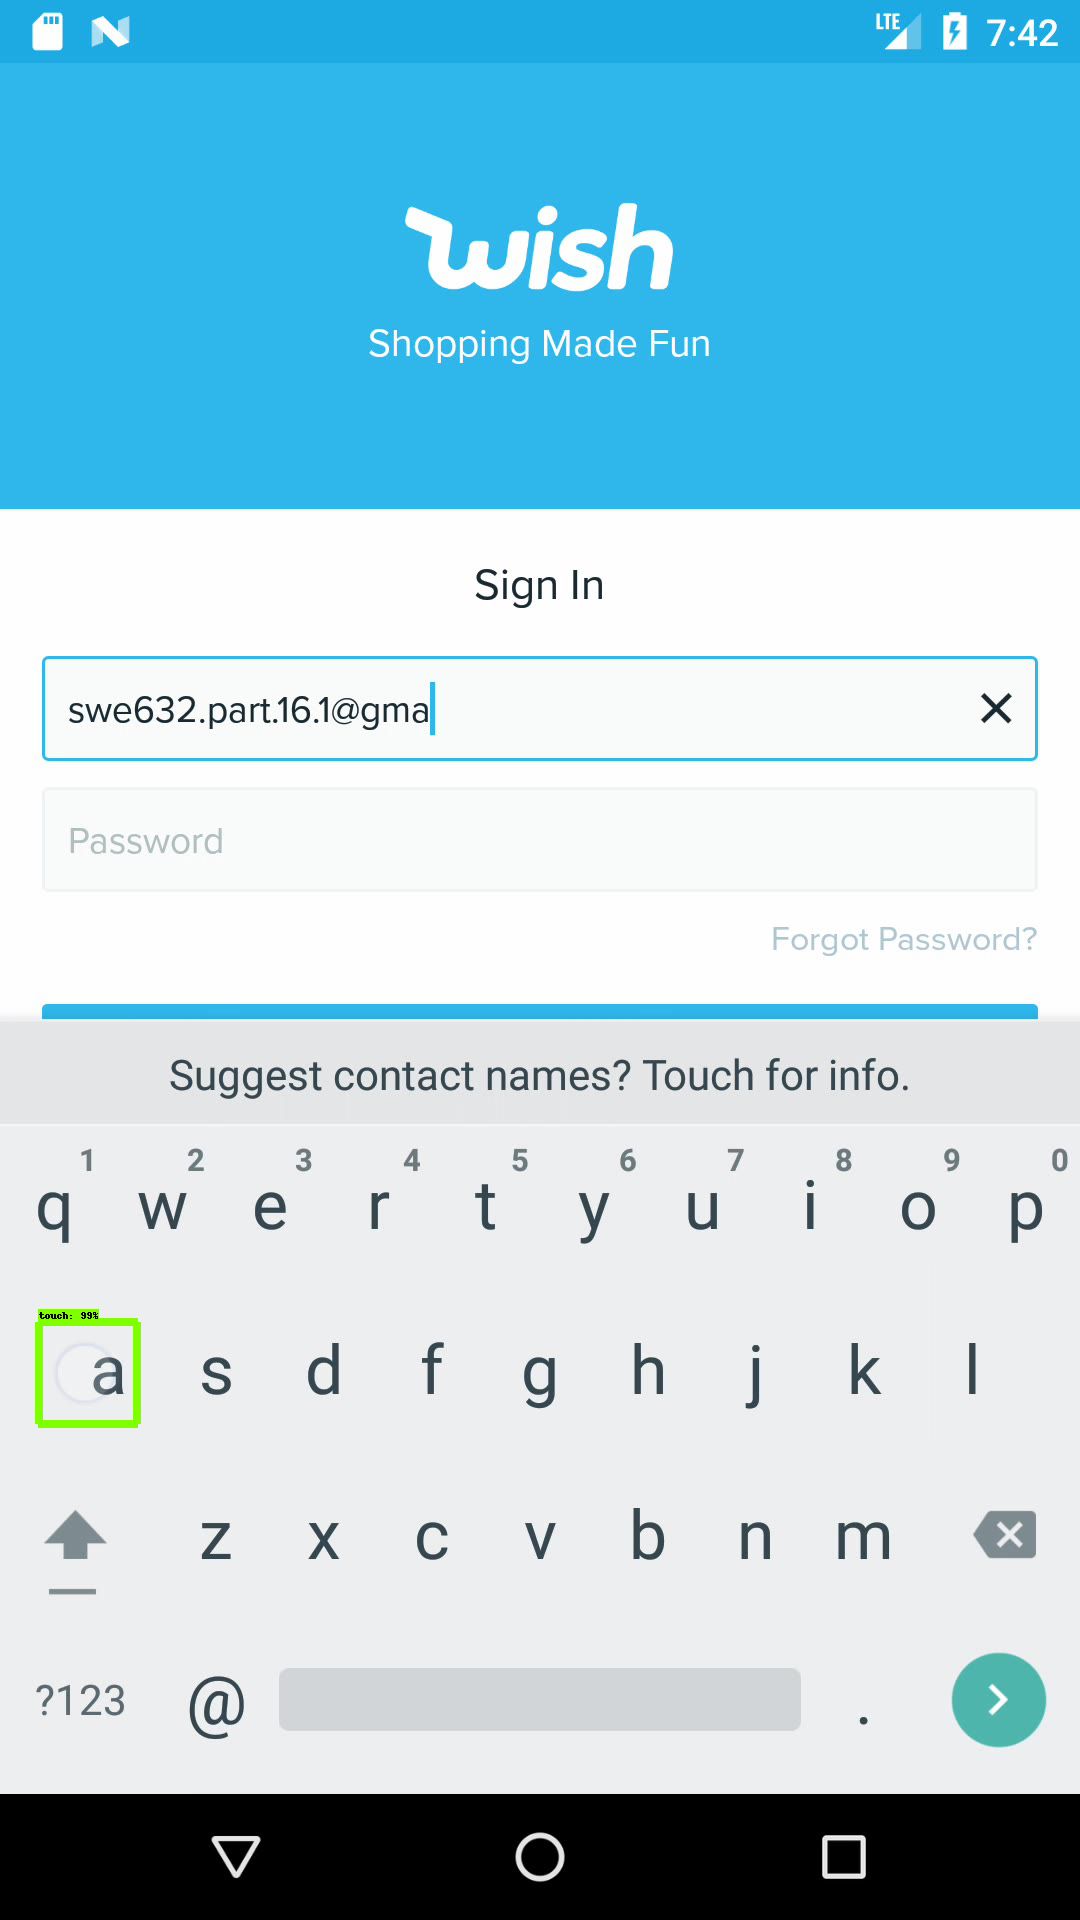 LTE 7:42
wish
Shopping Made Fun
Sign In
swe632.part.16.1@gma
Password
Forgot Password?
Suggest contact names? Touch for info.
1 2 3 4 5 6 7 8 9 0
q w e r t y u i o p
touch: 99%
a s d f g h j k l
z x c v b n m
?123 @ .